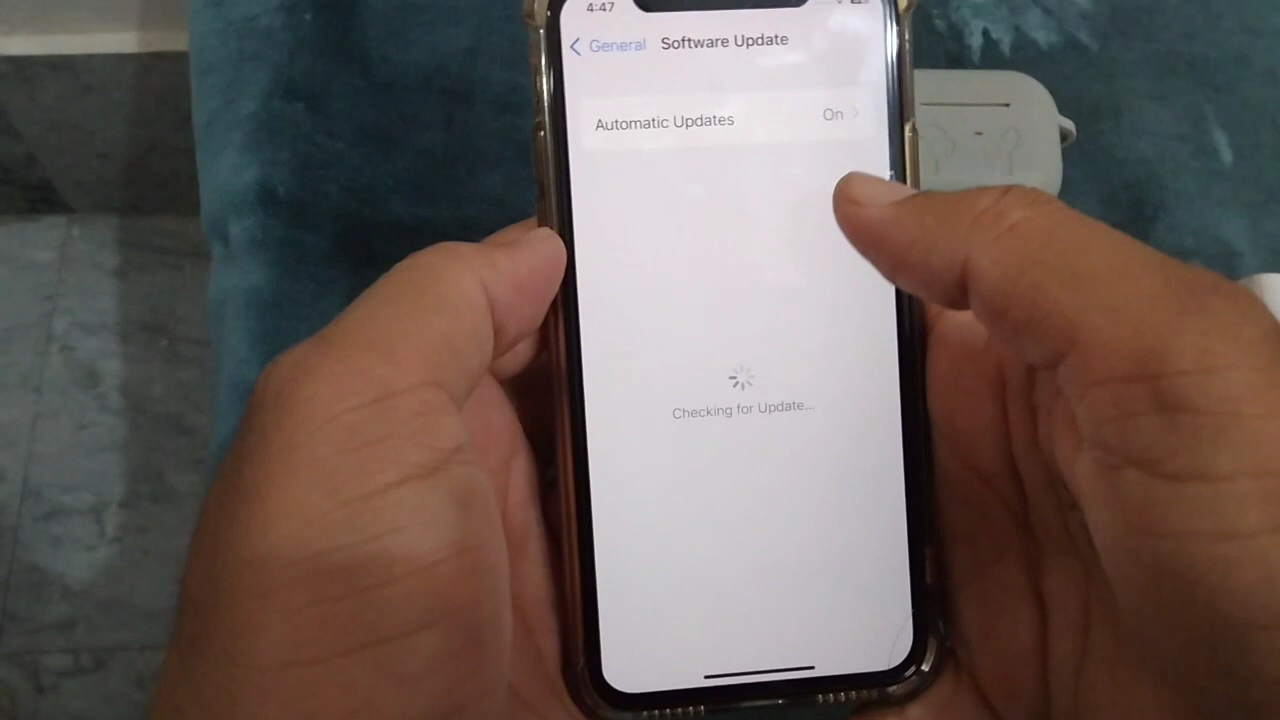 4:47
General Software Update
Automatic Updates On
Checking for Update...